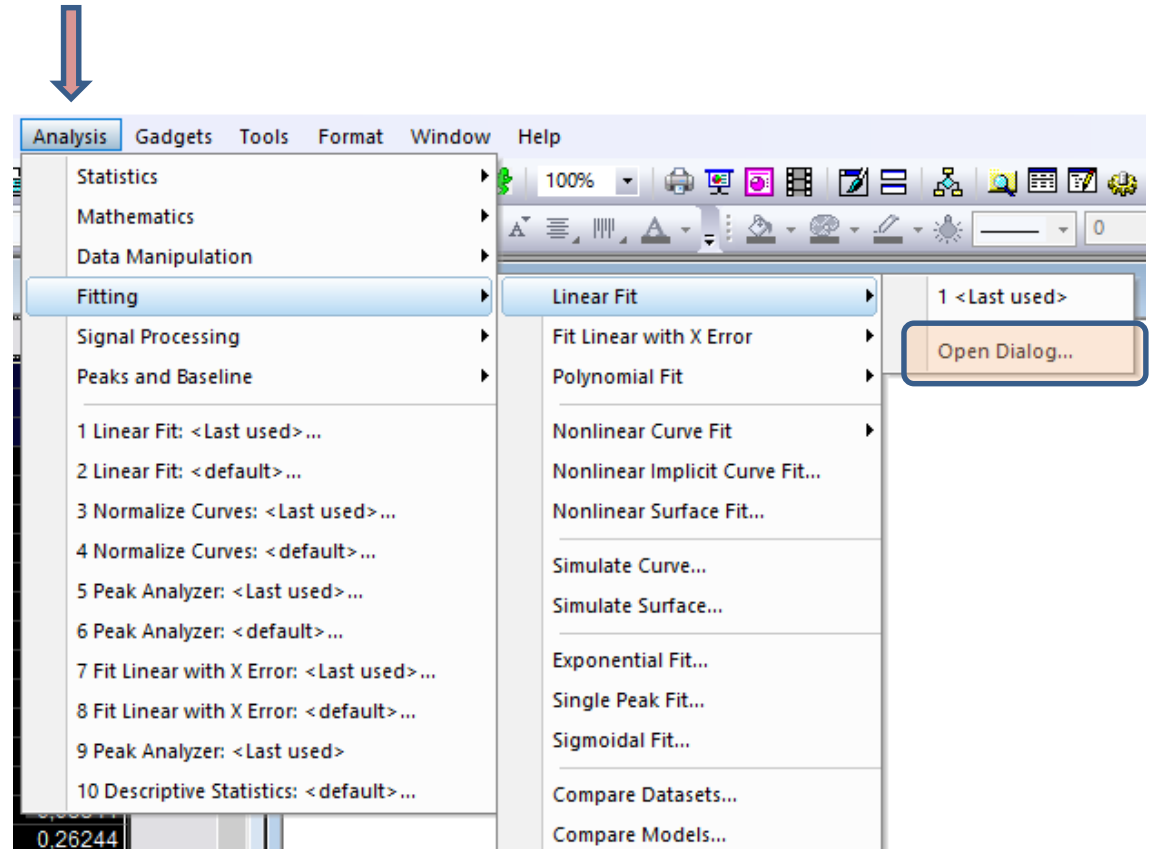 Analysis Gadgets Tools Format Window Help
100%
0
Statistics
Mathematics
Data Manipulation
Fitting
Signal Processing
Peaks and Baseline
1 Linear Fit: <Last used>...
2 Linear Fit: <default>...
3 Normalize Curves: <Last used>...
4 Normalize Curves: <default>...
5 Peak Analyzer: <Last used>...
6 Peak Analyzer: <default>...
7 Fit Linear with X Error: <Last used>...
8 Fit Linear with X Error: <default>...
9 Peak Analyzer: <Last used>
10 Descriptive Statistics: <default>...
Linear Fit
Fit Linear with X Error
Polynomial Fit
Nonlinear Curve Fit
Nonlinear Implicit Curve Fit...
Nonlinear Surface Fit...
Simulate Curve...
Simulate Surface...
Exponential Fit...
Single Peak Fit...
Sigmoidal Fit...
Compare Datasets...
Compare Models...
1 <Last used>
Open Dialog...
0,26244